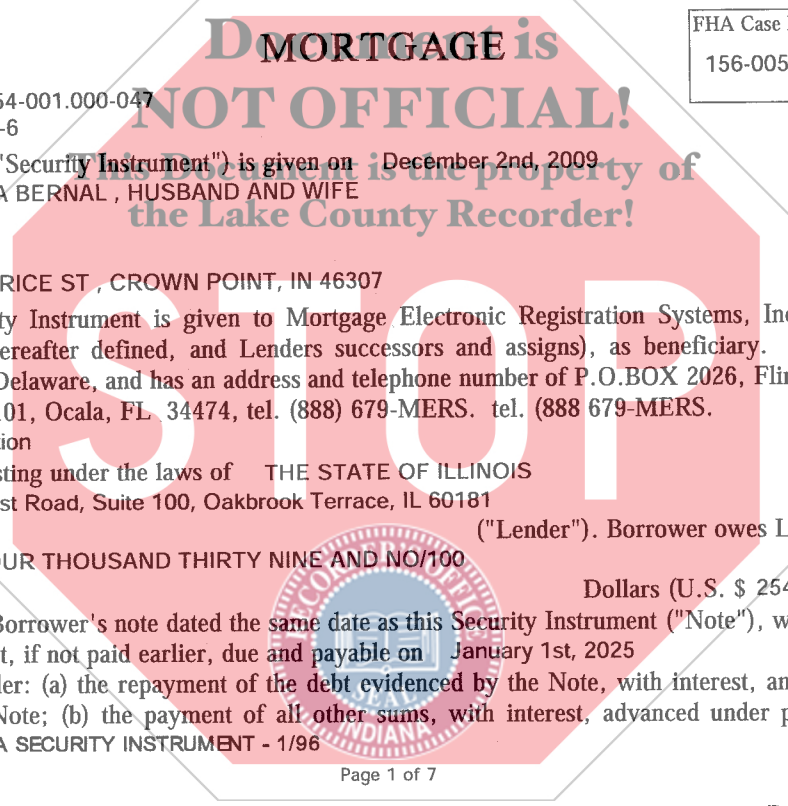 Document is
MORTGAGE
FHA Case
156-005
54-001.000-047
-6
NOT OFFICIAL!
"Security Instrument") is given on December 2nd, 2009
This Document is the property of
A BERNAL , HUSBAND AND WIFE
the Lake County Recorder!
RICE ST , CROWN POINT, IN 46307
STOP
ty Instrument is given to Mortgage Electronic Registration Systems, Inc
ereafter defined, and Lenders successors and assigns), as beneficiary.
Delaware, and has an address and telephone number of P.O.BOX 2026, Flin
01, Ocala, FL 34474, tel. (888) 679-MERS. tel. (888 679-MERS.
tion
sting under the laws of THE STATE OF ILLINOIS
st Road, Suite 100, Oakbrook Terrace, IL 60181
("Lender"). Borrower owes L
OUR THOUSAND THIRTY NINE AND NO/100
Dollars (U.S. $ 254
Borrower's note dated the same date as this Security Instrument ("Note"), w
t, if not paid earlier, due and payable on January 1st, 2025
der: (a) the repayment of the debt evidenced by the Note, with interest, an
Note; (b) the payment of all other sums, with interest, advanced under p
A SECURITY INSTRUMENT - 1/96
RECORDER'S OFFICE
SEAL
INDIANA
Page 1 of 7